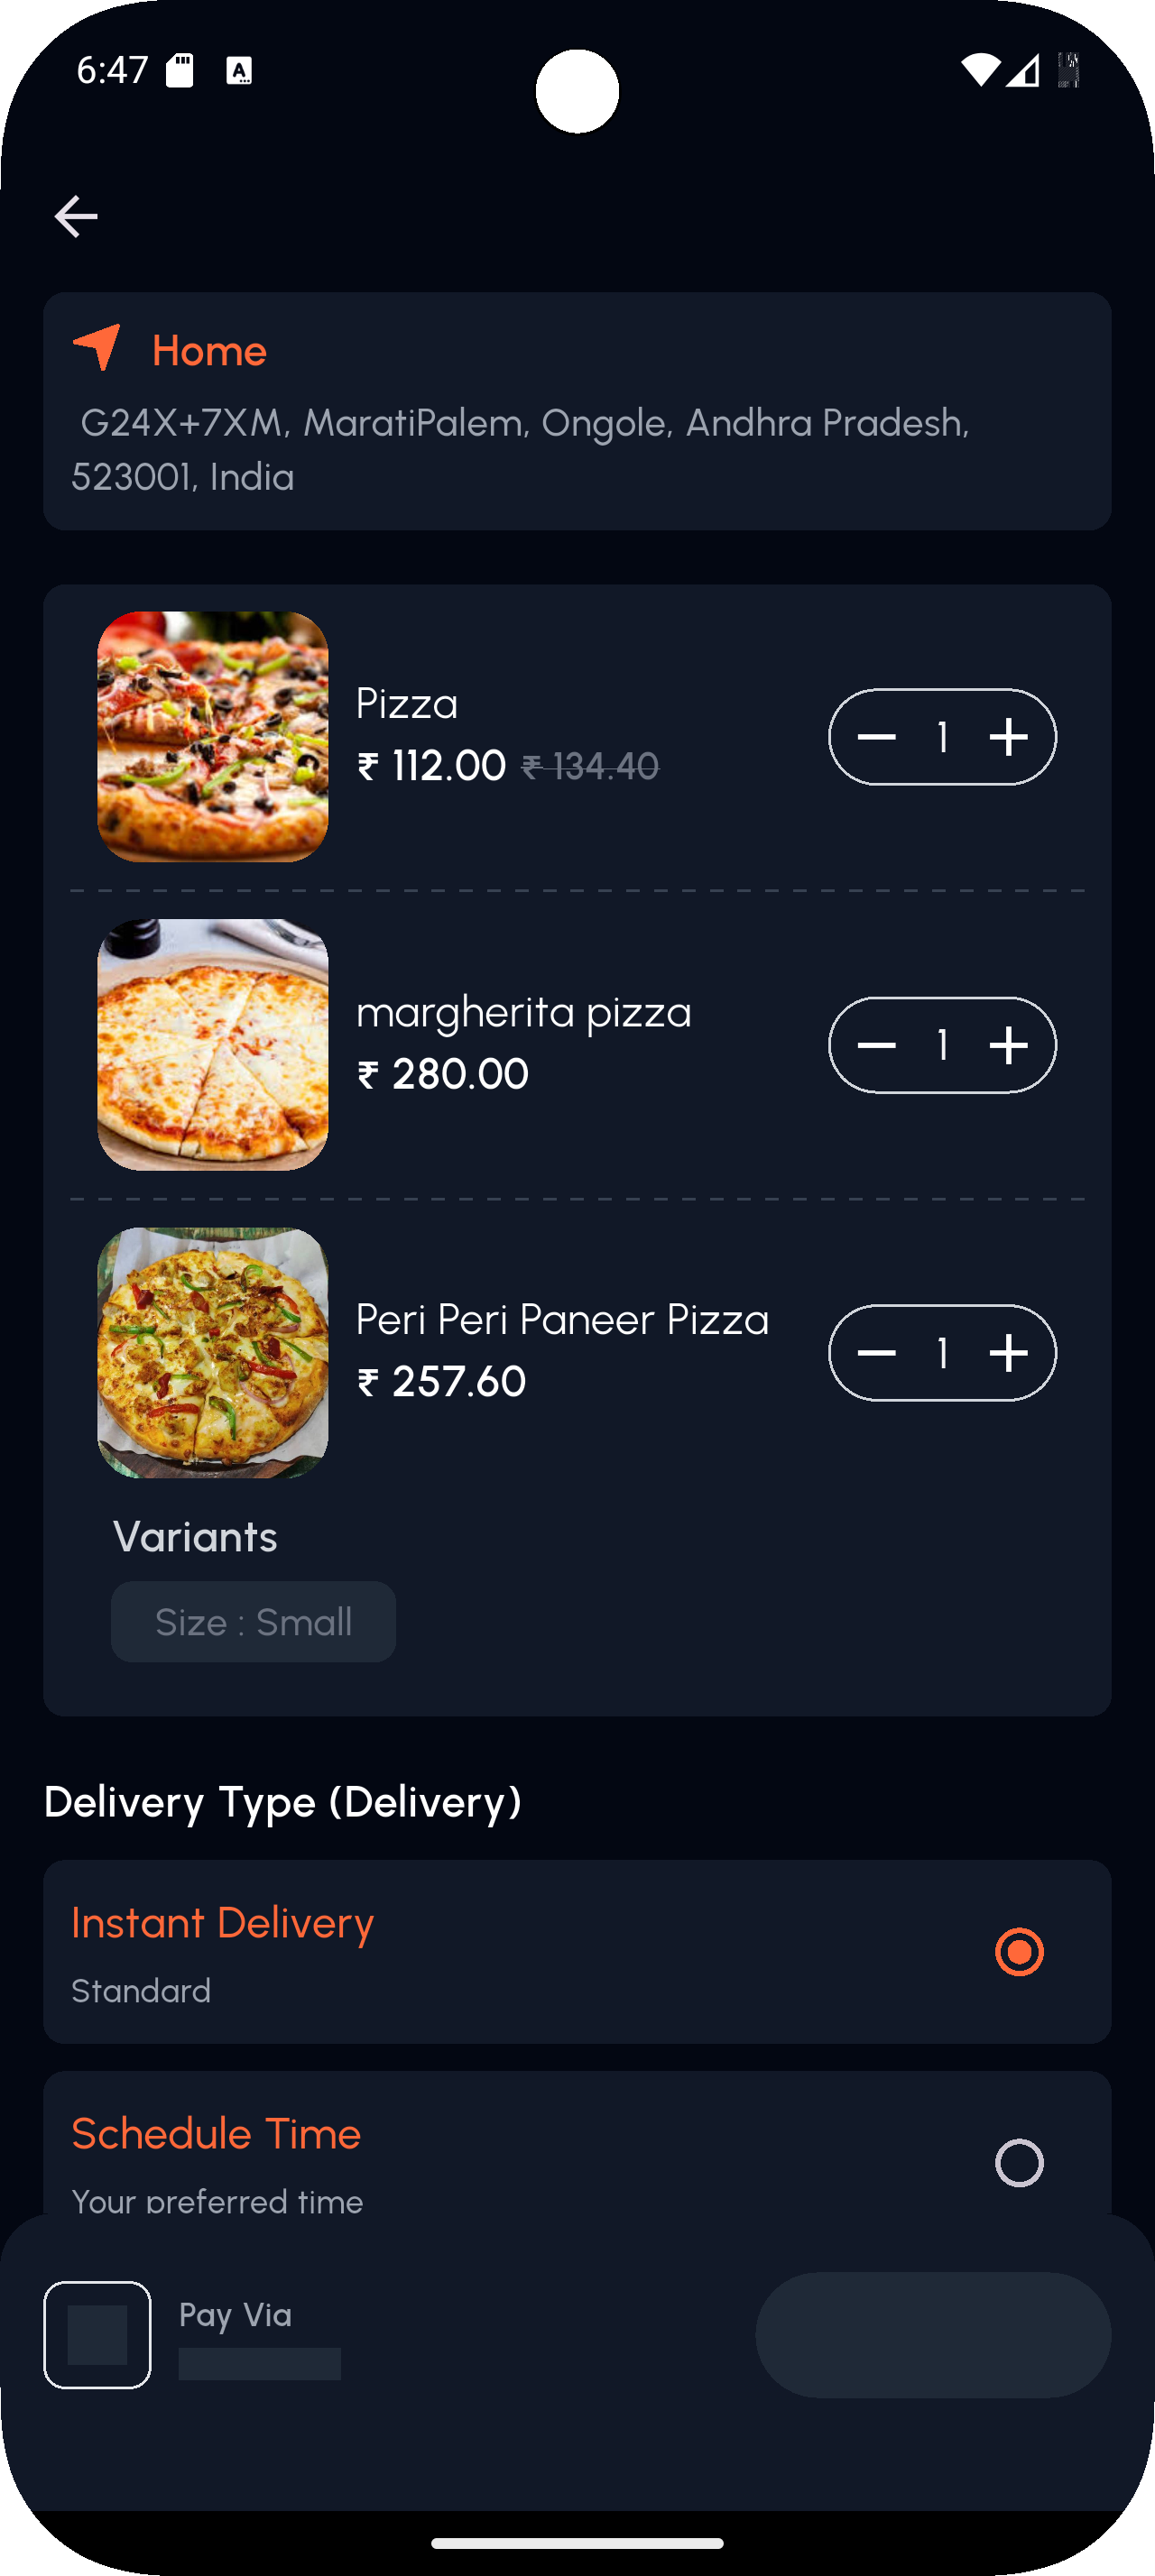 6:47
Home
G24X+7XM, MaratiPalem, Ongole, Andhra Pradesh,
523001, India
Pizza
₹ 112.00 ₹ 134.40
1
margherita pizza
₹ 280.00
1
Peri Peri Paneer Pizza
₹ 257.60
1
Variants
Size : Small
Delivery Type (Delivery)
Instant Delivery
Standard
Schedule Time
Your preferred time
Pay Via